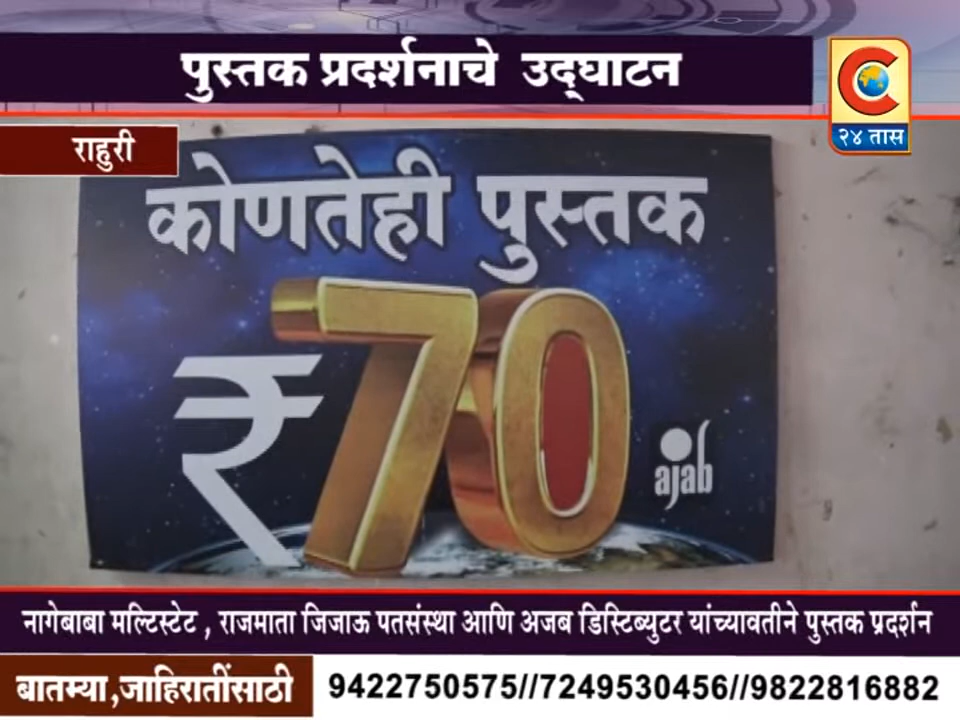 पुस्तक प्रदर्शनाचे उद्घाटन
C
२४ तास
राहुरी
कोणतेही पुस्तक
₹70
ajab
नागेबाबा मल्टिस्टेट , राजमाता जिजाऊ पतसंस्था आणि अजब डिस्टिब्युटर यांच्यावतीने पुस्तक प्रदर्शन
बातम्या,जाहिरातींसाठी
9422750575//7249530456//9822816882